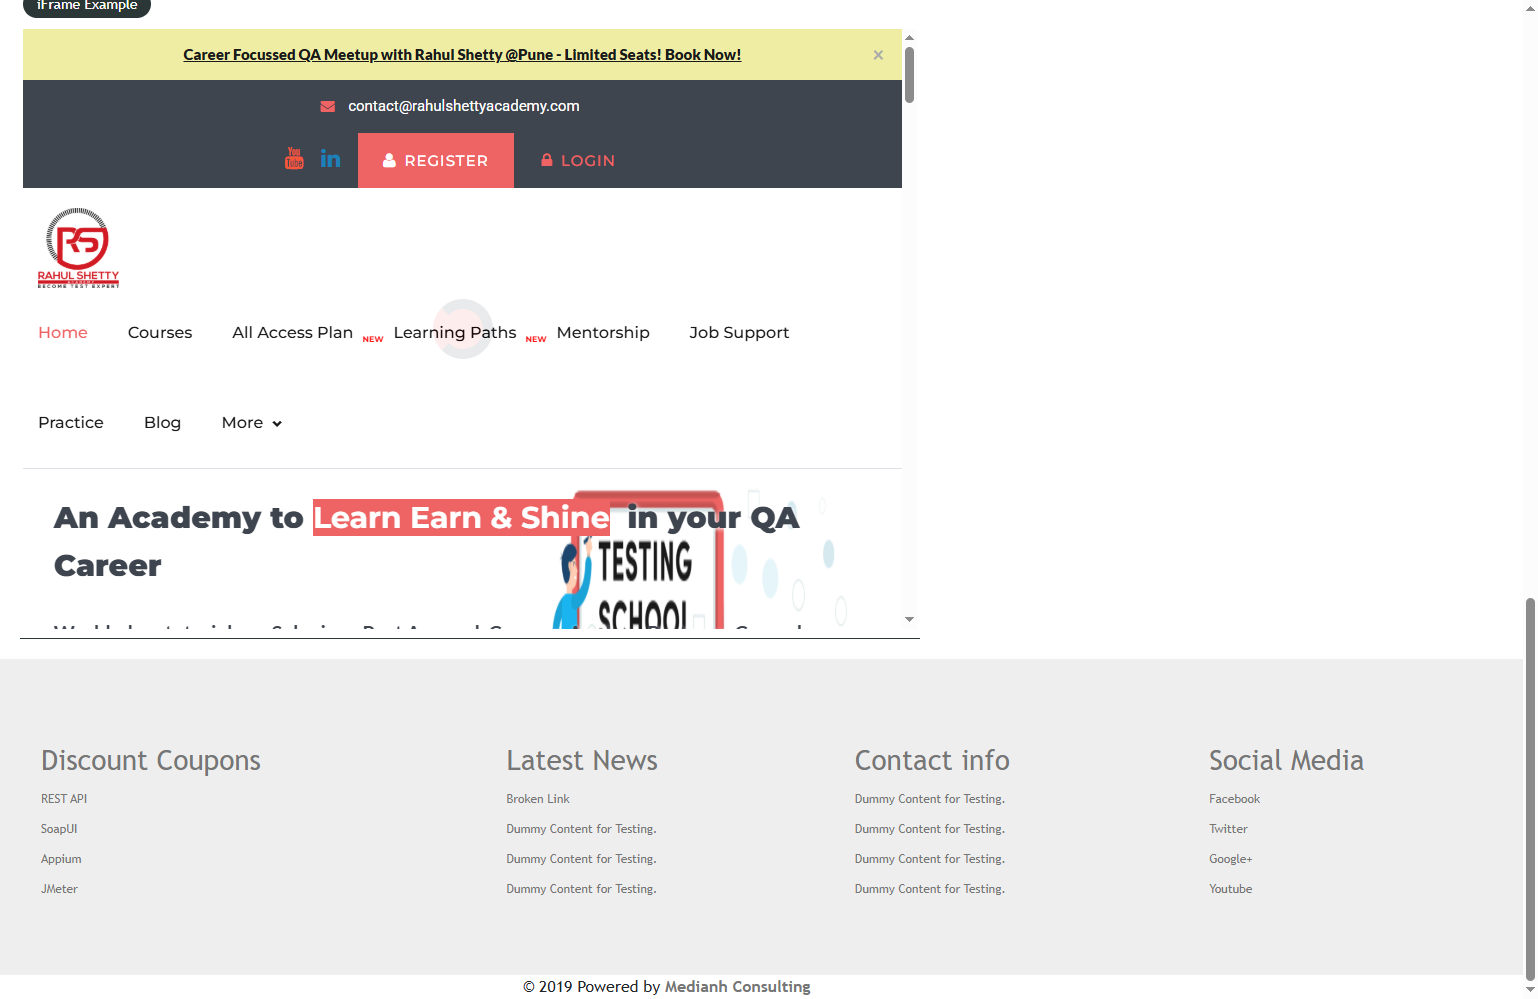 iFrame Example
Career Focussed QA Meetup with Rahul Shetty @Pune - Limited Seats! Book Now! ×
contact@rahulshettyacademy.com
You Tube in REGISTER LOGIN
RS
RAHUL SHETTY
ACADEMY
BECOME TEST EXPERT
Home Courses All Access Plan NEW Learning Paths NEW Mentorship Job Support
Practice Blog More
An Academy to Learn Earn & Shine in your QA
Career
TESTING
SCHOOL
Discount Coupons Latest News Contact info Social Media
REST API Broken Link Dummy Content for Testing. Facebook
SoapUI Dummy Content for Testing. Dummy Content for Testing. Twitter
Appium Dummy Content for Testing. Dummy Content for Testing. Google+
JMeter Dummy Content for Testing. Dummy Content for Testing. Youtube
© 2019 Powered by Medianh Consulting